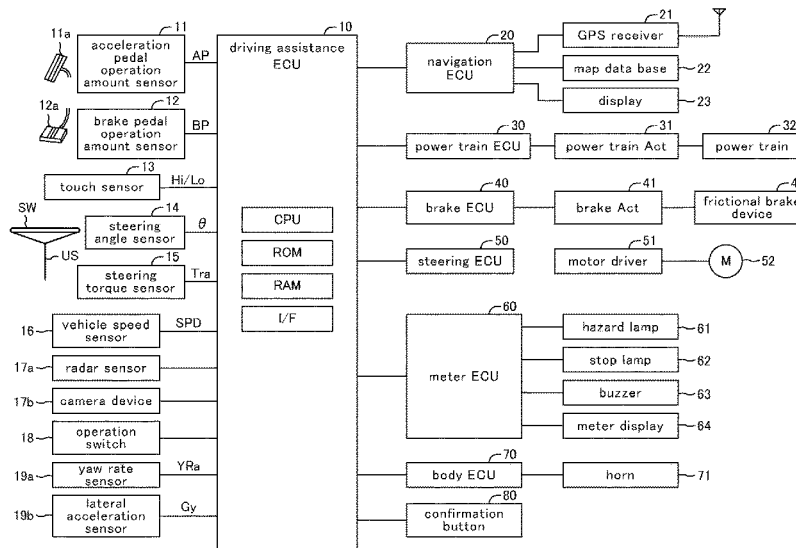 11a
11
acceleration
pedal
operation
amount sensor
AP
12a
12
brake pedal
operation
amount sensor
BP
13
touch sensor
Hi/Lo
SW
US
14
steering
angle sensor
θ
15
steering
torque sensor
Tra
16
vehicle speed
sensor
SPD
17a
radar sensor
17b
camera device
18
operation
switch
19a
yaw rate
sensor
YRa
19b
lateral
acceleration
sensor
Gy
10
driving assistance
ECU
CPU
ROM
RAM
I/F
20
navigation
ECU
21
GPS receiver
map data base
22
display
23
30
power train ECU
31
power train Act
32
power train
40
brake ECU
41
brake Act
4
frictional brake
device
50
steering ECU
51
motor driver
M
52
60
meter ECU
hazard lamp
61
stop lamp
62
buzzer
63
meter display
64
70
body ECU
horn
71
80
confirmation
button